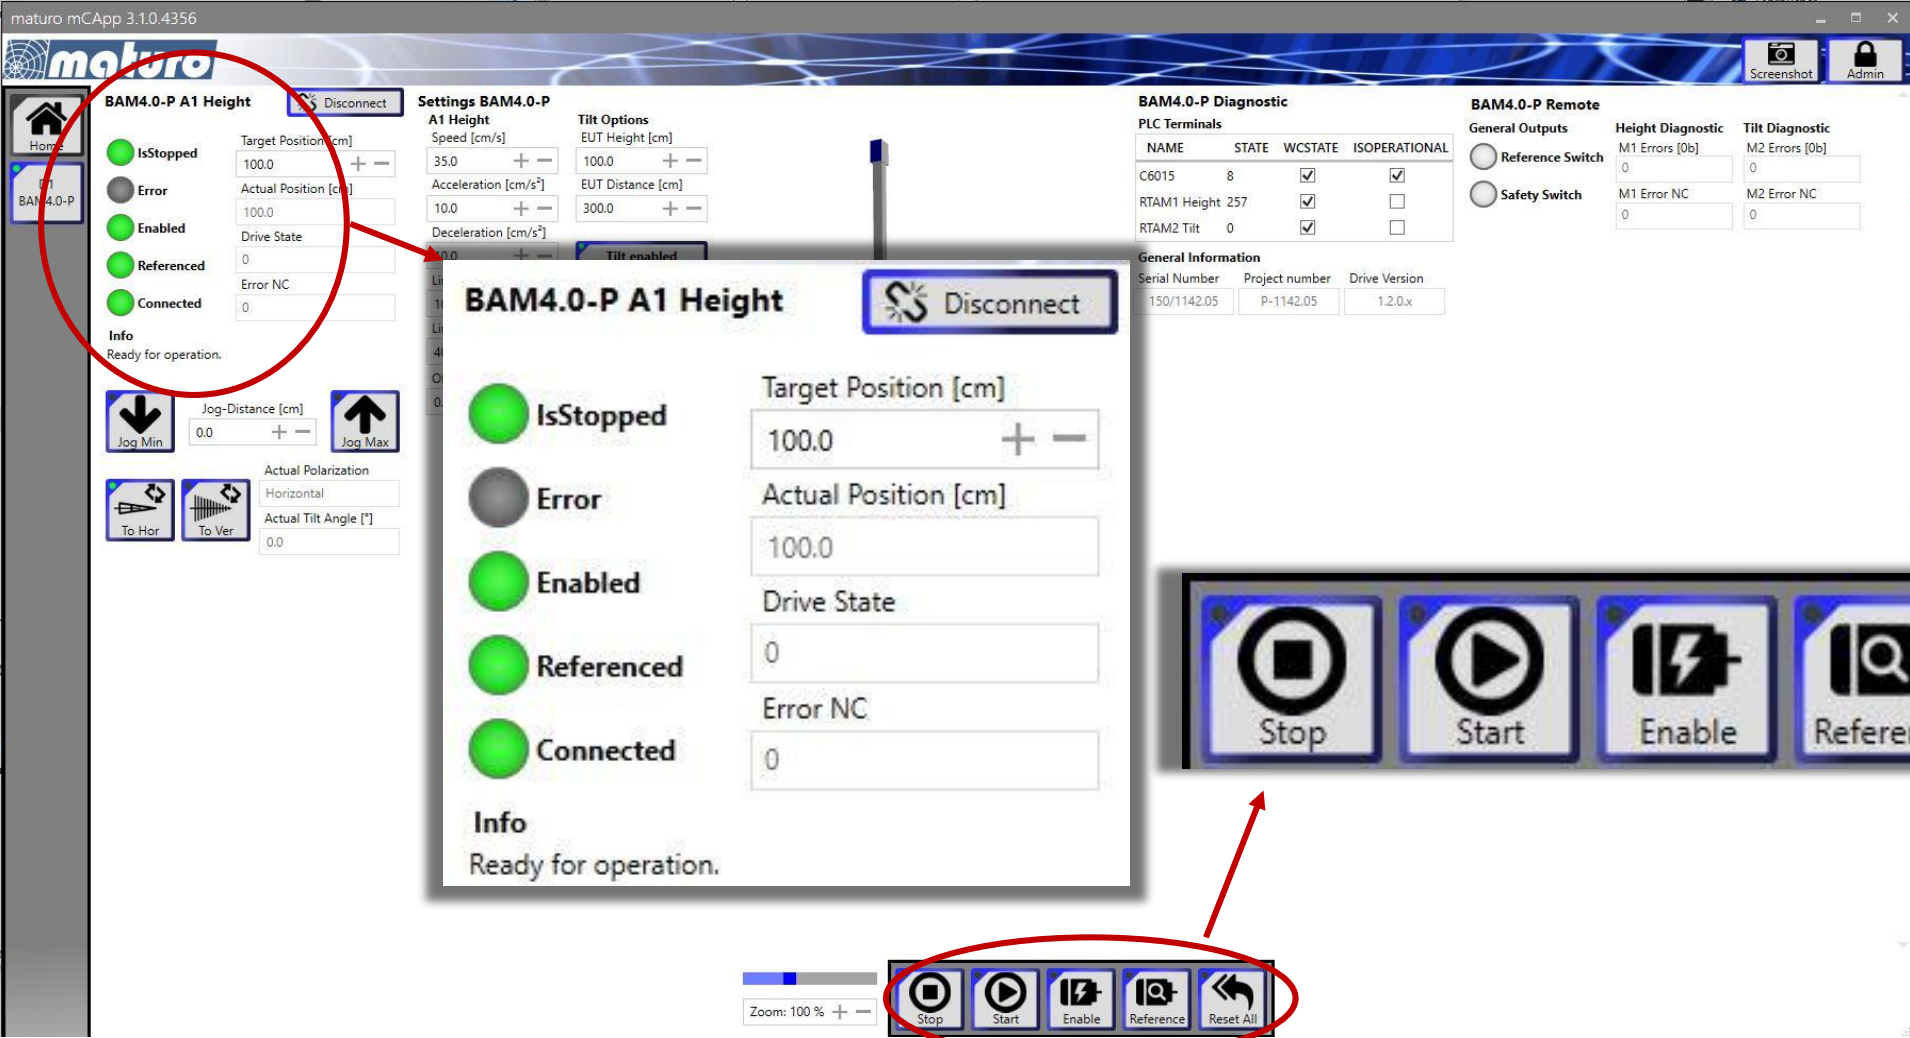 maturo mCApp 3.1.0.4356
maturo
Screenshot
Admin
Home
D1
BAM4.0-P
BAM4.0-P A1 Height
Disconnect
IsStopped
Error
Enabled
Referenced
Connected
Target Position [cm]
100.0
Actual Position [cm]
100.0
Drive State
0
Error NC
0
Info
Ready for operation.
Jog Min
Jog-Distance [cm]
0.0
Jog Max
To Hor
To Ver
Actual Polarization
Horizontal
Actual Tilt Angle [°]
0.0
Settings BAM4.0-P
A1 Height
Speed [cm/s]
35.0
Acceleration [cm/s²]
10.0
Deceleration [cm/s²]
10.0
Tilt Options
EUT Height [cm]
100.0
EUT Distance [cm]
300.0
Tilt enabled
BAM4.0-P A1 Height
Disconnect
IsStopped
Error
Enabled
Referenced
Connected
Target Position [cm]
100.0
Actual Position [cm]
100.0
Drive State
0
Error NC
0
Info
Ready for operation.
BAM4.0-P Diagnostic
PLC Terminals
NAME STATE WCSTATE ISOPERATIONAL
C6015 8
RTAM1 Height 257
RTAM2 Tilt 0
General Information
Serial Number Project number Drive Version
150/1142.05 P-1142.05 1.2.0.x
BAM4.0-P Remote
General Outputs
Reference Switch
Safety Switch
Height Diagnostic
M1 Errors [0b]
0
M1 Error NC
0
Tilt Diagnostic
M2 Errors [0b]
0
M2 Error NC
0
Stop
Start
Enable
Refere
Zoom: 100 %
Stop
Start
Enable
Reference
Reset All